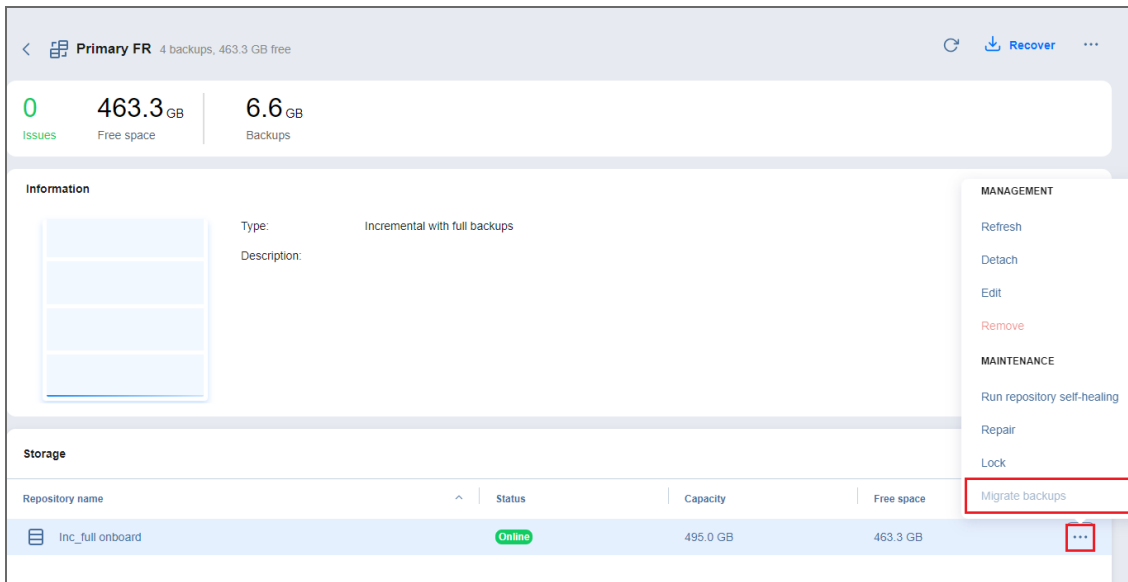 Primary FR 4 backups, 463.3 GB free
Recover
0
Issues
463.3 GB
Free space
6.6 GB
Backups
Information
Type: Incremental with full backups
Description:
MANAGEMENT
Refresh
Detach
Edit
Remove
MAINTENANCE
Run repository self-healing
Repair
Lock
Migrate backups
Storage
Repository name Status Capacity Free space
Inc_full onboard Online 495.0 GB 463.3 GB